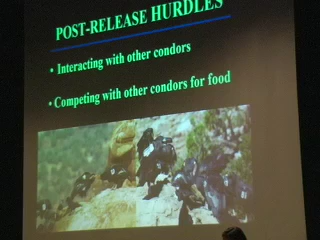 POST-RELEASE HURDLES
• Interacting with other condors
• Competing with other condors for food